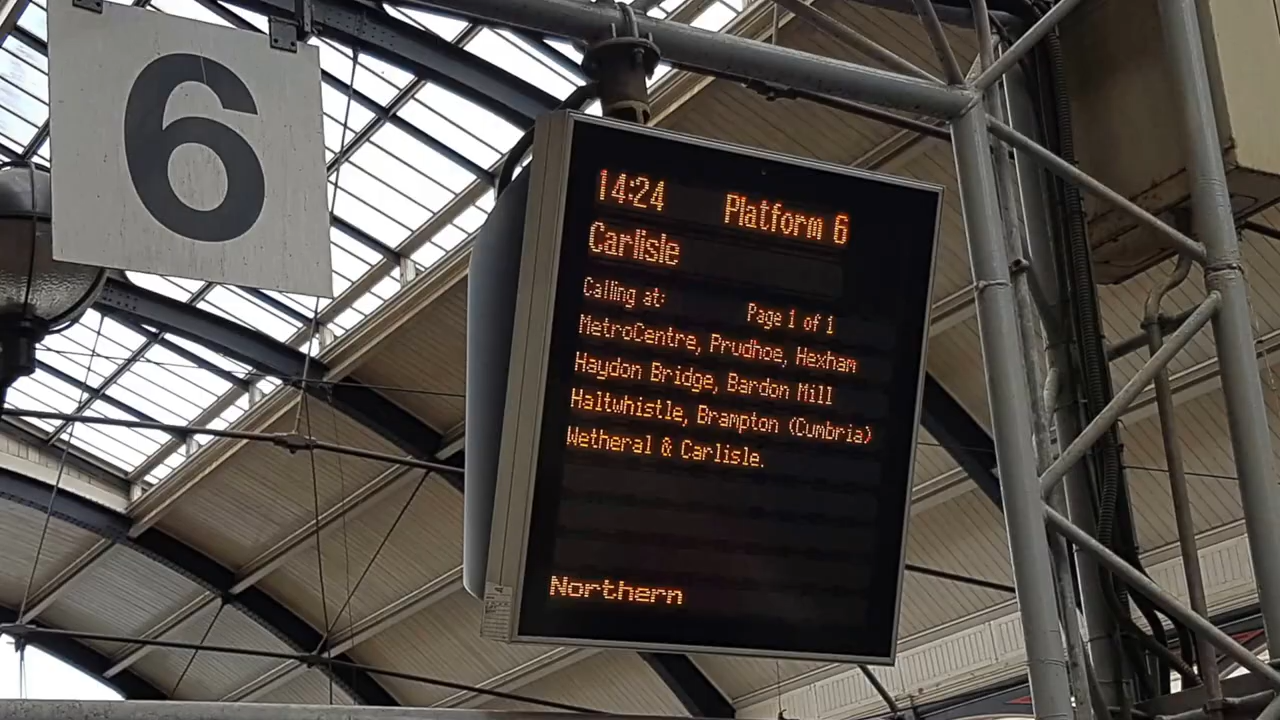 6
14:24 Platform 6
Carlisle
Calling at: Page 1 of 1
MetroCentre, Prudhoe, Hexham
Haydon Bridge, Bardon Mill
Haltwhistle, Brampton (Cumbria)
Wetheral & Carlisle.
Northern